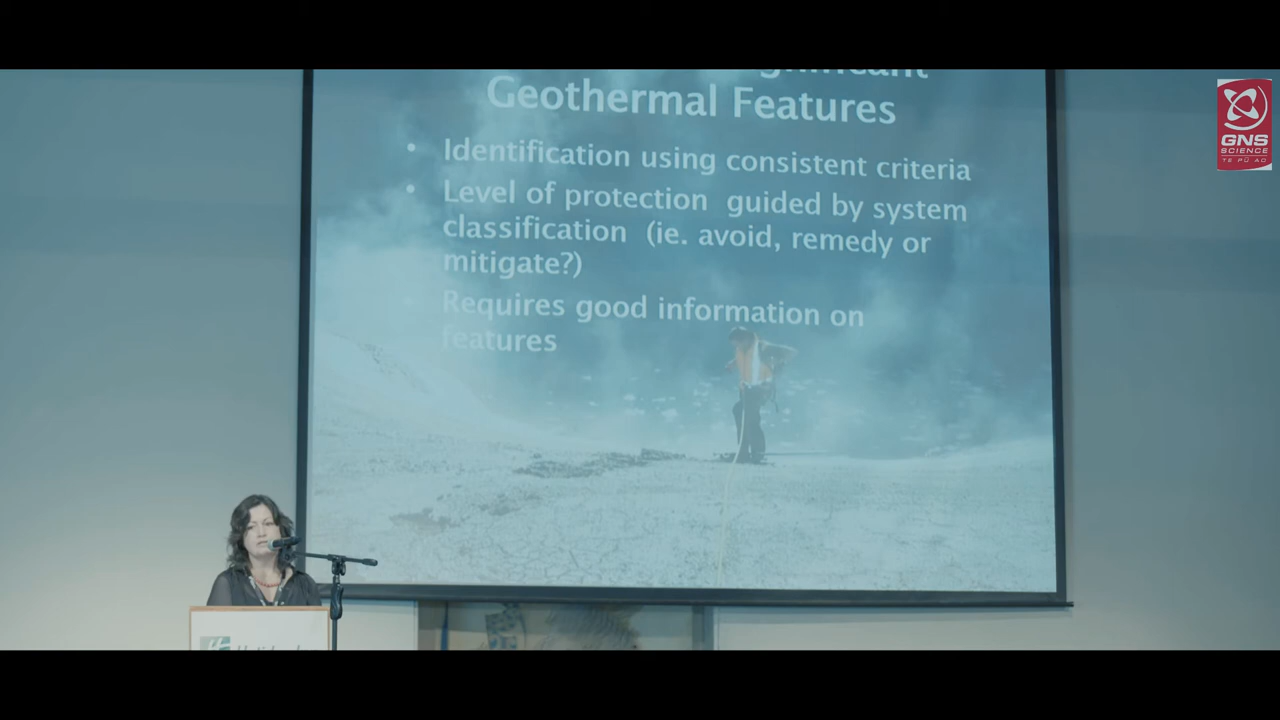 Geothermal Features
• Identification using consistent criteria
• Level of protection guided by system
classification (ie. avoid, remedy or
mitigate?)
Requires good information on
features
GNS
SCIENCE
TE PŪ AO